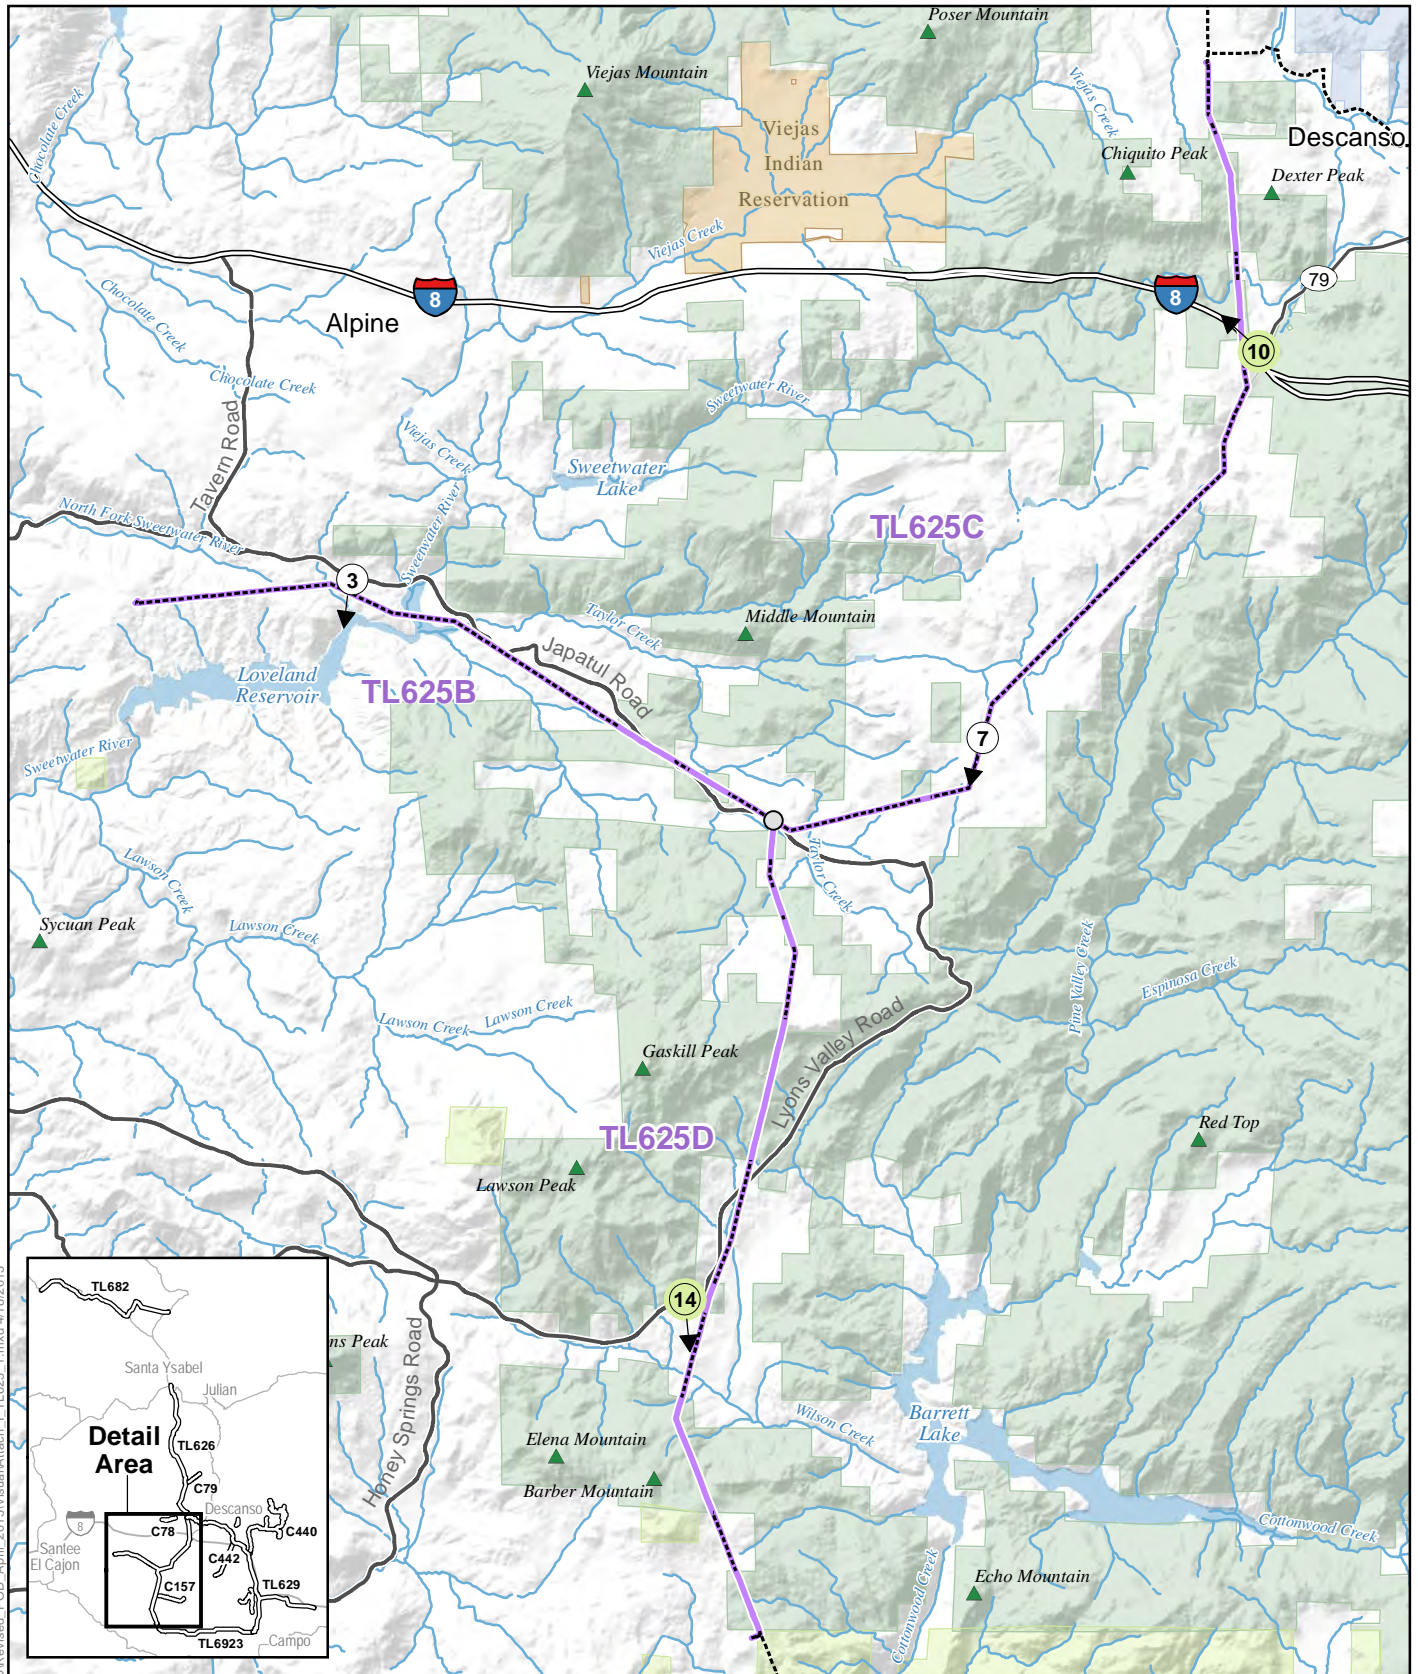 Poser Mountain
Viejas Mountain
Viejas
Indian
Reservation
Viejas Creek
Chiquito Peak
Descanso
Dexter Peak
Chocolate Creek
Viejas Creek
79
8
8
Alpine
10
Chocolate Creek
Chocolate Creek
Tavern Road
Sweetwater River
Viejas Creek
Sweetwater
Lake
North Fork Sweetwater River
Sweetwater River
TL625C
3
Taylor Creek
Middle Mountain
Japatul Road
Loveland
Reservoir
TL625B
Sweetwater River
7
Taylor Creek
Lawson Creek
Sycuan Peak
Lawson Creek
Pine Valley Creek
Espinosa Creek
Lawson Creek
Lawson Creek
Lyons Valley Road
Gaskill Peak
TL625D
Red Top
Lawson Peak
14
ns Peak
Honey Springs Road
Wilson Creek
Barrett
Lake
Elena Mountain
Barber Mountain
Cottonwood Creek
Echo Mountain
Cottonwood Creek
TL682
Santa Ysabel
Julian
Detail
Area
TL626
C79
Descanso
8
C78
C440
Santee
El Cajon
C442
C157
TL629
TL6923
Campo